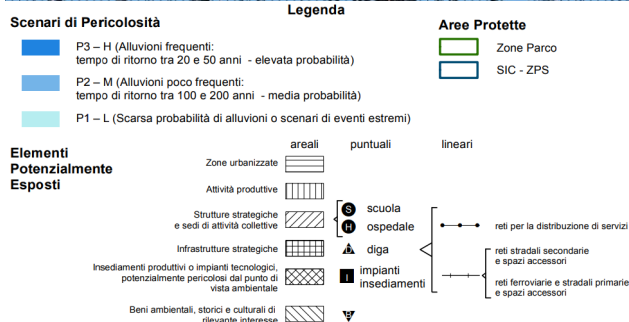 Legenda
Scenari di Pericolosità
P3 – H (Alluvioni frequenti:
tempo di ritorno tra 20 e 50 anni - elevata probabilità)
P2 – M (Alluvioni poco frequenti:
tempo di ritorno tra 100 e 200 anni - media probabilità)
P1 – L (Scarsa probabilità di alluvioni o scenari di eventi estremi)
Aree Protette
Zone Parco
SIC - ZPS
Elementi
Potenzialmente
Esposti
areali puntuali lineari
Zone urbanizzate
Attività produttive
Strutture strategiche
e sedi di attività collettive
S scuola
H ospedale
Infrastrutture strategiche
D diga
Insediamenti produttivi o impianti tecnologici,
potenzialmente pericolosi dal punto di
vista ambientale
I impianti
insediamenti
Beni ambientali, storici e culturali di
rilevante interesse
B
reti per la distribuzione di servizi
reti stradali secondarie
e spazi accessori
reti ferroviarie e stradali primarie
e spazi accessori